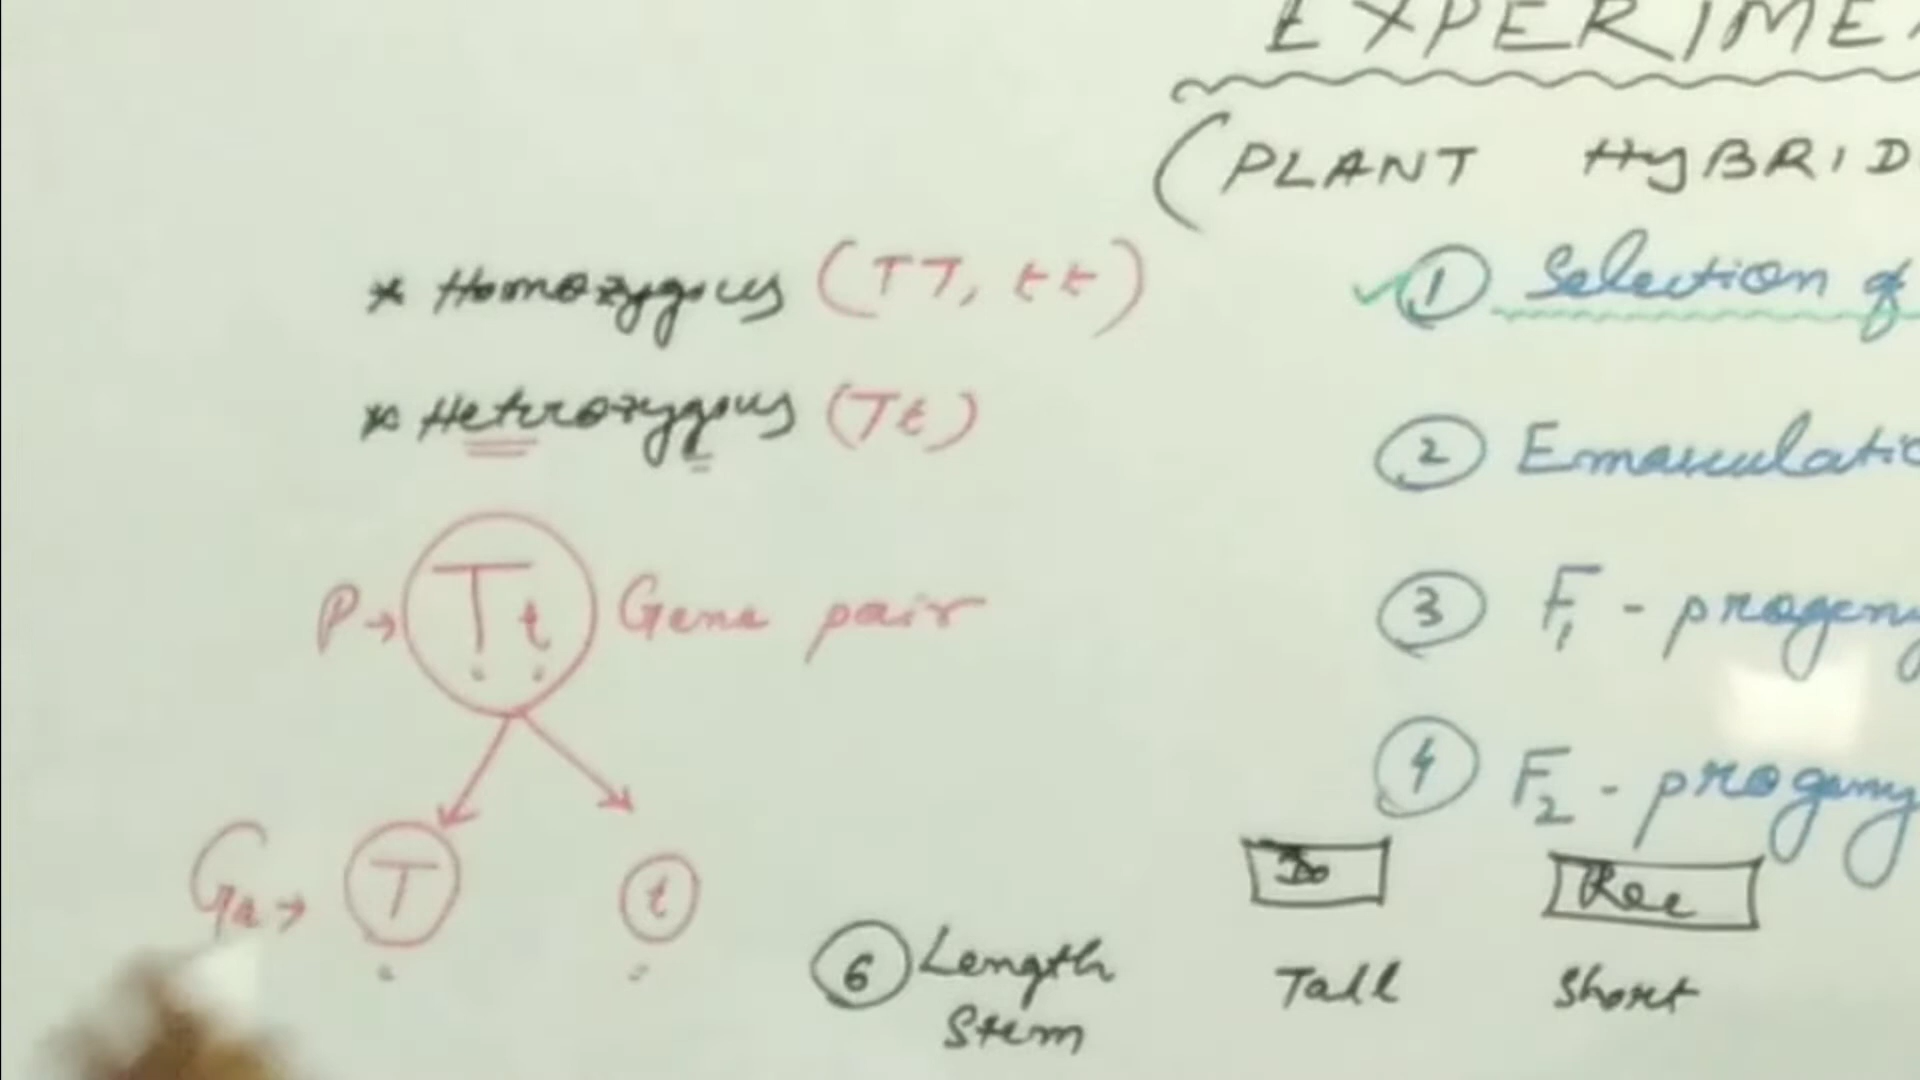 EXPERIME
(PLANT HYBRID
* Homozygous (TT, tt)
* Heterozygous (Tt)
P → Tt Gene pair
Ga → T t
✓ 1 Selection of
2 Emasculatio
3 F₁ - progeny
4 F₂ - progeny
Do Rec
6 Length Tall Short
Stem